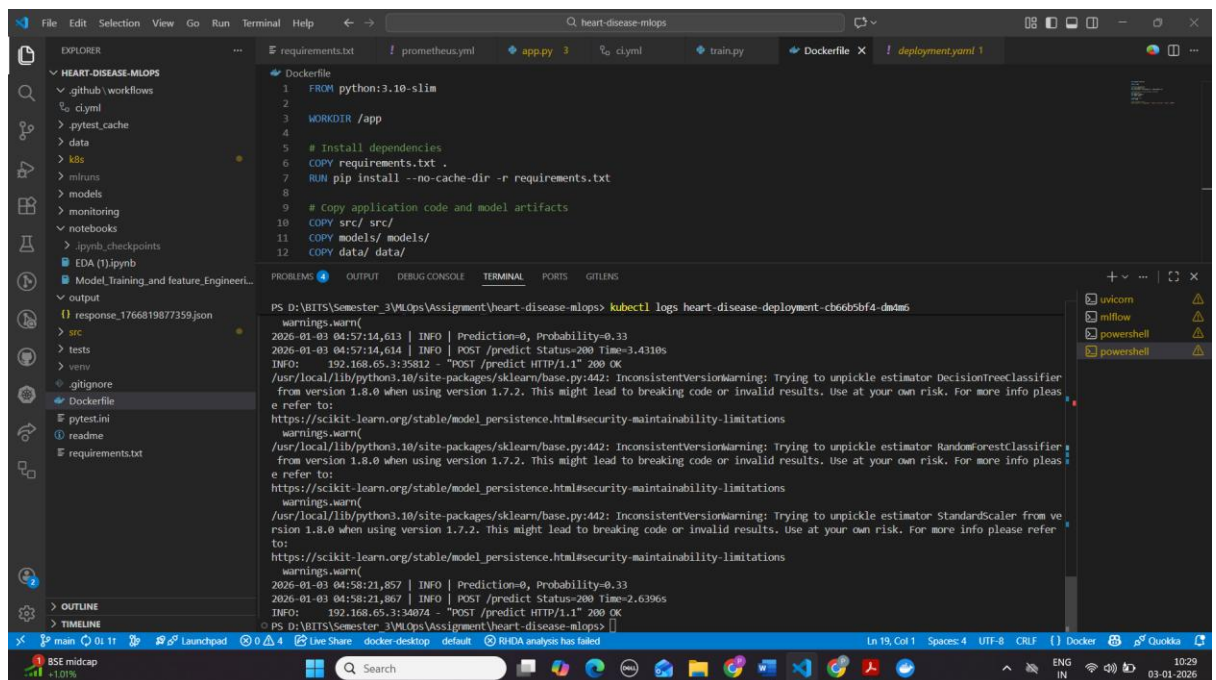 File Edit Selection View Go Run Terminal Help
heart-disease-mlops
EXPLORER
HEART-DISEASE-MLOPS
.github \ workflows
ci.yml
.pytest_cache
data
k8s
mlruns
models
monitoring
notebooks
.ipynb_checkpoints
EDA (1).ipynb
Model_Training_and feature_Engineeri...
output
response_1766819877359.json
src
tests
venv
.gitignore
Dockerfile
pytest.ini
readme
requirements.txt
OUTLINE
TIMELINE
requirements.txt prometheus.yml app.py 3 ci.yml train.py Dockerfile deployment.yaml 1
Dockerfile
1 FROM python:3.10-slim
2
3 WORKDIR /app
4
5 # Install dependencies
6 COPY requirements.txt .
7 RUN pip install --no-cache-dir -r requirements.txt
8
9 # Copy application code and model artifacts
10 COPY src/ src/
11 COPY models/ models/
12 COPY data/ data/
PROBLEMS 4 OUTPUT DEBUG CONSOLE TERMINAL PORTS GITLENS
PS D:\BITS\Semester_3\MLOps\Assignment\heart-disease-mlops> kubectl logs heart-disease-deployment-cb66b5bf4-dm4m6
warnings.warn(
2026-01-03 04:57:14,613 | INFO | Prediction=0, Probability=0.33
2026-01-03 04:57:14,614 | INFO | POST /predict Status=200 Time=3.4310s
INFO: 192.168.65.3:35812 - "POST /predict HTTP/1.1" 200 OK
/usr/local/lib/python3.10/site-packages/sklearn/base.py:442: InconsistentVersionWarning: Trying to unpickle estimator DecisionTreeClassifier
from version 1.8.0 when using version 1.7.2. This might lead to breaking code or invalid results. Use at your own risk. For more info pleas
e refer to:
https://scikit-learn.org/stable/model_persistence.html#security-maintainability-limitations
warnings.warn(
/usr/local/lib/python3.10/site-packages/sklearn/base.py:442: InconsistentVersionWarning: Trying to unpickle estimator RandomForestClassifier
from version 1.8.0 when using version 1.7.2. This might lead to breaking code or invalid results. Use at your own risk. For more info pleas
e refer to:
https://scikit-learn.org/stable/model_persistence.html#security-maintainability-limitations
warnings.warn(
/usr/local/lib/python3.10/site-packages/sklearn/base.py:442: InconsistentVersionWarning: Trying to unpickle estimator StandardScaler from ve
rsion 1.8.0 when using version 1.7.2. This might lead to breaking code or invalid results. Use at your own risk. For more info please refer
to:
https://scikit-learn.org/stable/model_persistence.html#security-maintainability-limitations
warnings.warn(
2026-01-03 04:58:21,857 | INFO | Prediction=0, Probability=0.33
2026-01-03 04:58:21,867 | INFO | POST /predict Status=200 Time=2.6396s
INFO: 192.168.65.3:34074 - "POST /predict HTTP/1.1" 200 OK
PS D:\BITS\Semester_3\MLOps\Assignment\heart-disease-mlops>
uvicorn
mlflow
powershell
powershell
main 0↓ 1↑ Launchpad 0 4 Live Share docker-desktop default RHDA analysis has failed Ln 19, Col 1 Spaces: 4 UTF-8 CRLF {} Docker Quokka
BSE midcap
+1.01%
Search
ENG
IN
10:29
03-01-2026